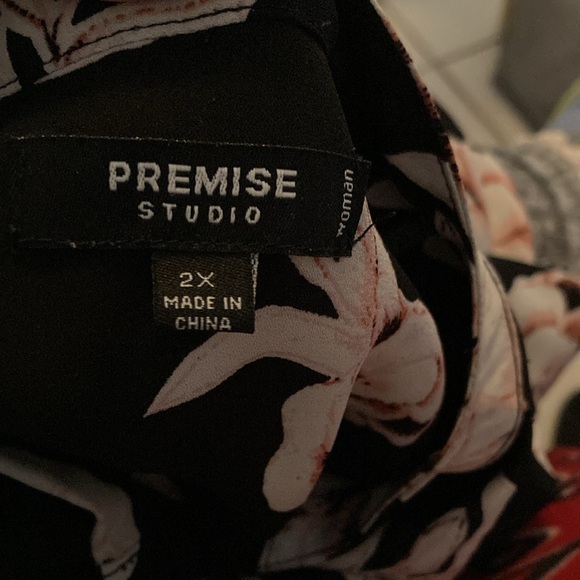 PREMISE
STUDIO
woman
2X
MADE IN
CHINA